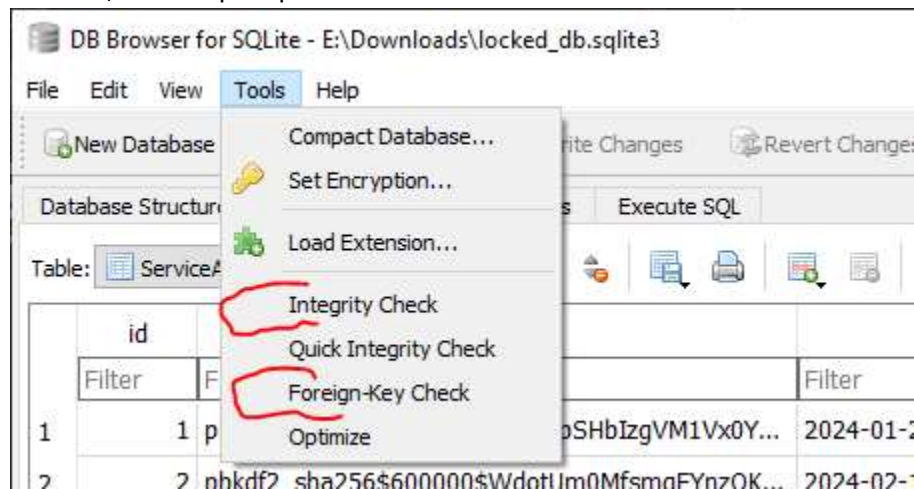 DB Browser for SQLite - E:\Downloads\locked_db.sqlite3
File Edit View Tools Help
New Database rite Changes Revert Changes
Compact Database...
Set Encryption...
Database Structure s Execute SQL
Load Extension...
Table: ServiceA
Integrity Check
id
Quick Integrity Check
Filter F Filter
Foreign-Key Check
1 1 p SHbIzgVM1Vx0Y... 2024-01-2
Optimize
2 2 pbkdf2_sha256$600000$WdotUm0MfsmgFYnzOK... 2024-02-